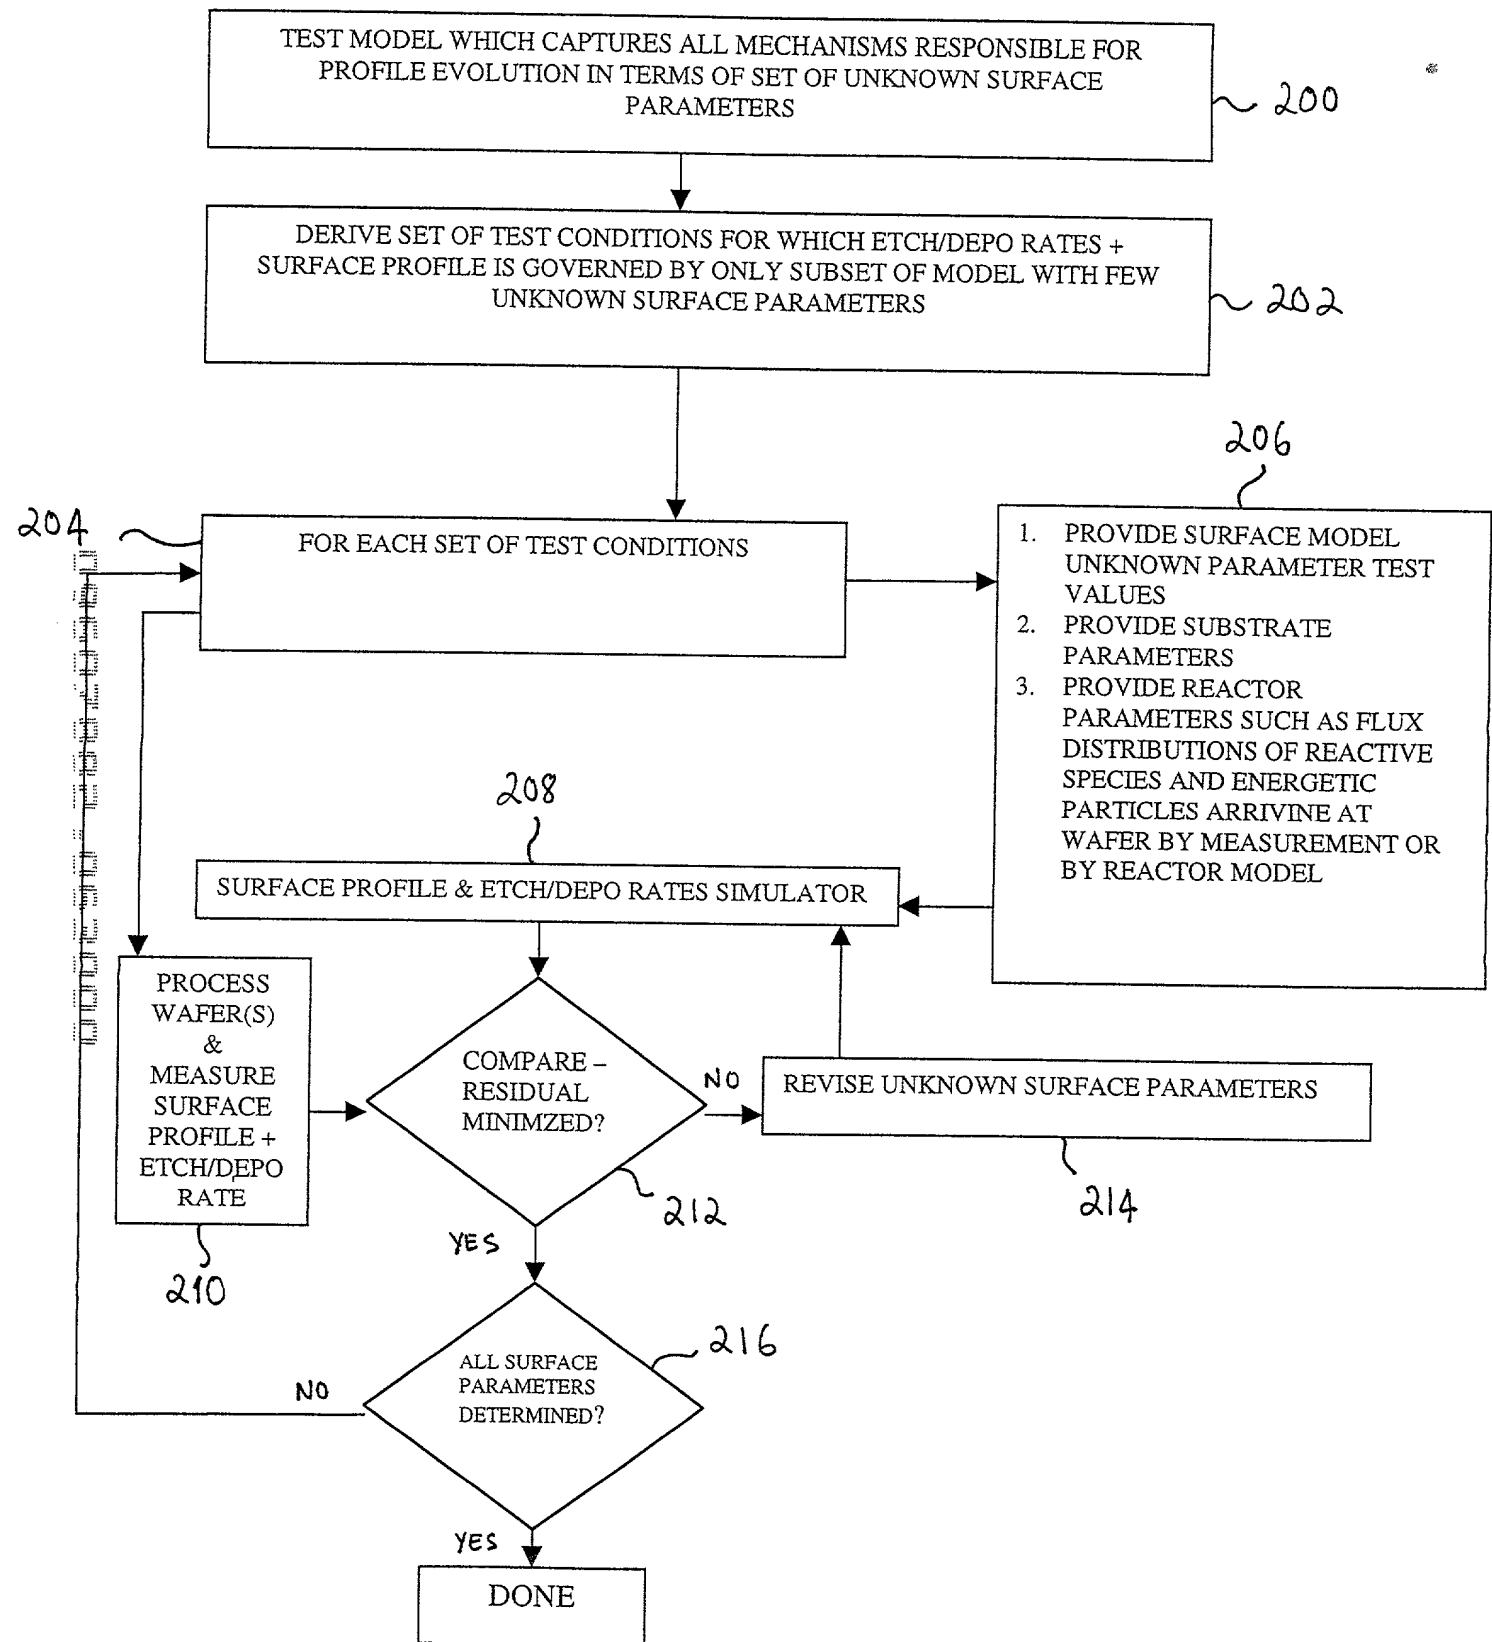 TEST MODEL WHICH CAPTURES ALL MECHANISMS RESPONSIBLE FOR
PROFILE EVOLUTION IN TERMS OF SET OF UNKNOWN SURFACE
PARAMETERS
200
DERIVE SET OF TEST CONDITIONS FOR WHICH ETCH/DEPO RATES +
SURFACE PROFILE IS GOVERNED BY ONLY SUBSET OF MODEL WITH FEW
UNKNOWN SURFACE PARAMETERS
202
204
FOR EACH SET OF TEST CONDITIONS
206
1. PROVIDE SURFACE MODEL
UNKNOWN PARAMETER TEST
VALUES
2. PROVIDE SUBSTRATE
PARAMETERS
3. PROVIDE REACTOR
PARAMETERS SUCH AS FLUX
DISTRIBUTIONS OF REACTIVE
SPECIES AND ENERGETIC
PARTICLES ARRIVINE AT
WAFER BY MEASUREMENT OR
BY REACTOR MODEL
208
SURFACE PROFILE & ETCH/DEPO RATES SIMULATOR
PROCESS
WAFER(S)
&
MEASURE
SURFACE
PROFILE +
ETCH/DEPO
RATE
210
COMPARE –
RESIDUAL
MINIMZED?
212
NO
REVISE UNKNOWN SURFACE PARAMETERS
214
YES
ALL SURFACE
PARAMETERS
DETERMINED?
216
NO
YES
DONE